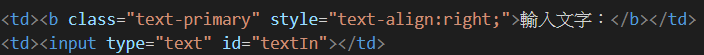 <td><b class="text-primary" style="text-align:right;">輸入文字：</b></td>
<td><input type="text" id="textIn"></td>